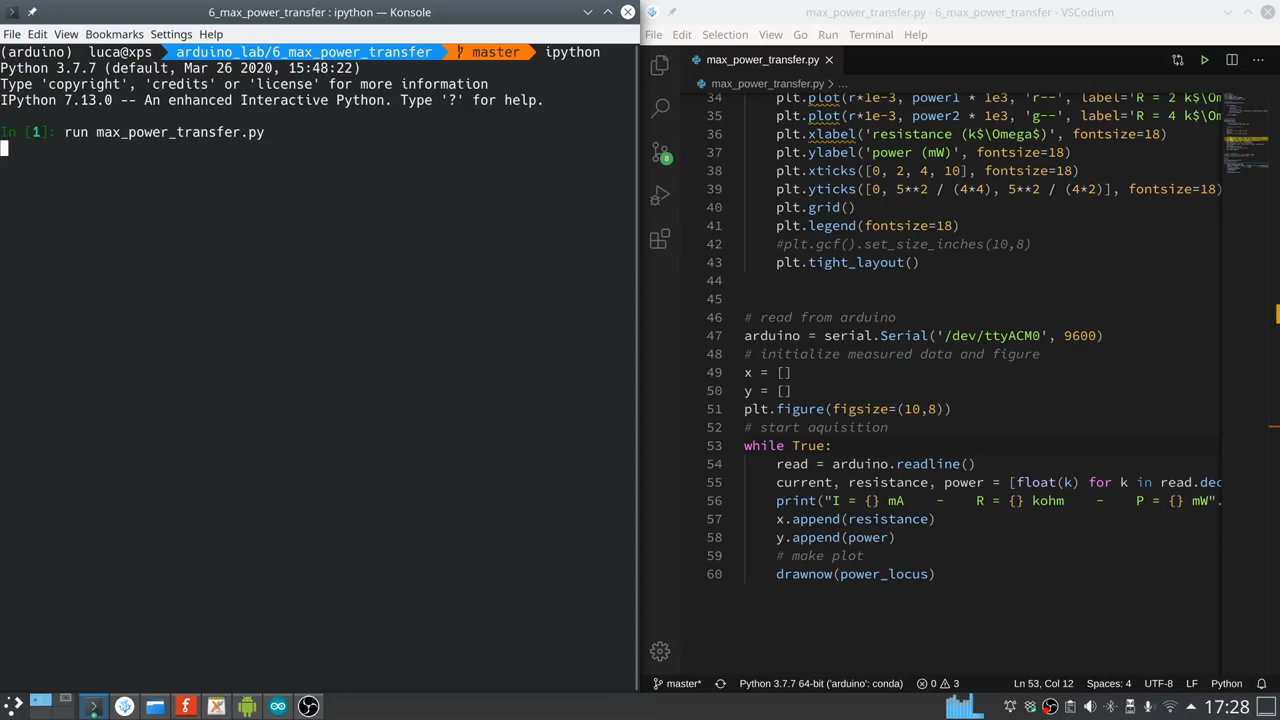 6_max_power_transfer : ipython — Konsole
File Edit View Bookmarks Settings Help
(arduino) luca@xps arduino_lab/6_max_power_transfer master ipython
Python 3.7.7 (default, Mar 26 2020, 15:48:22)
Type 'copyright', 'credits' or 'license' for more information
IPython 7.13.0 -- An enhanced Interactive Python. Type '?' for help.
In [1]: run max_power_transfer.py
max_power_transfer.py - 6_max_power_transfer - VSCodium
File Edit Selection View Go Run Terminal Help
max_power_transfer.py
max_power_transfer.py > ...
8
34 plt.plot(r*1e-3, power1 * 1e3, 'r--', label='R = 2 k$\Omeg
35 plt.plot(r*1e-3, power2 * 1e3, 'g--', label='R = 4 k$\Omeg
36 plt.xlabel('resistance (k$\Omega$)', fontsize=18)
37 plt.ylabel('power (mW)', fontsize=18)
38 plt.xticks([0, 2, 4, 10], fontsize=18)
39 plt.yticks([0, 5**2 / (4*4), 5**2 / (4*2)], fontsize=18)
40 plt.grid()
41 plt.legend(fontsize=18)
42 #plt.gcf().set_size_inches(10,8)
43 plt.tight_layout()
44
45
46 # read from arduino
47 arduino = serial.Serial('/dev/ttyACM0', 9600)
48 # initialize measured data and figure
49 x = []
50 y = []
51 plt.figure(figsize=(10,8))
52 # start aquisition
53 while True:
54 read = arduino.readline()
55 current, resistance, power = [float(k) for k in read.dec
56 print("I = {} mA - R = {} kohm - P = {} mW".
57 x.append(resistance)
58 y.append(power)
59 # make plot
60 drawnow(power_locus)
master* Python 3.7.7 64-bit ('arduino': conda) 0 3 Ln 53, Col 12 Spaces: 4 UTF-8 LF Python
17:28